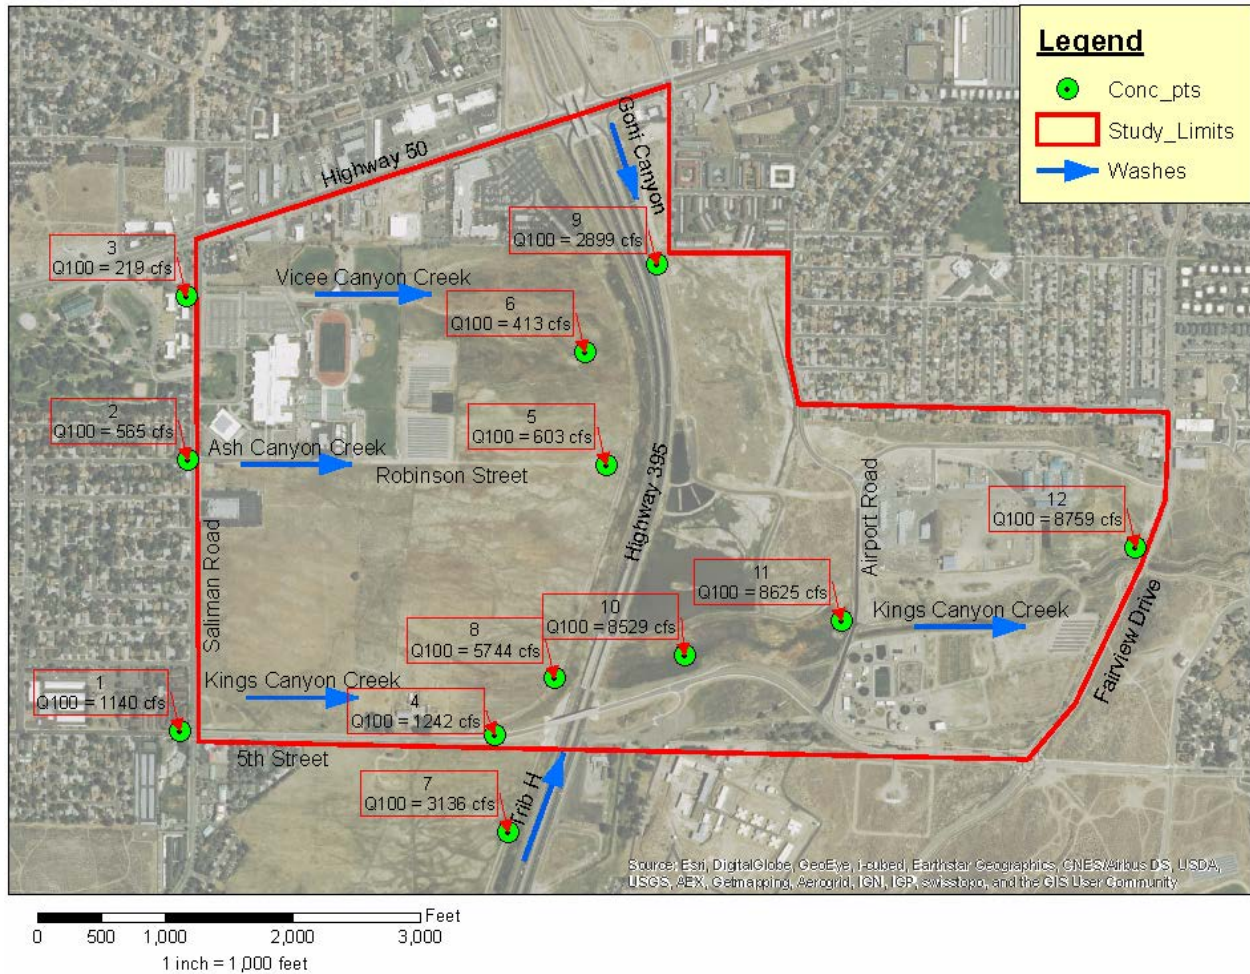 Legend
Conc_pts
Study_Limits
Washes
Highway 50
Goni Canyon
9
Q100 = 2899 cfs
3
Q100 = 219 cfs
Vicee Canyon Creek
6
Q100 = 413 cfs
2
Q100 = 565 cfs
5
Q100 = 603 cfs
Ash Canyon Creek
Robinson Street
Highway 395
Airport Road
12
Q100 = 8759 cfs
Saliman Road
11
Q100 = 8625 cfs
10
Q100 = 8529 cfs
Kings Canyon Creek
8
Q100 = 5744 cfs
Fairview Drive
Kings Canyon Creek
1
Q100 = 1140 cfs
4
Q100 = 1242 cfs
5th Street
7
Q100 = 3136 cfs
Trib H
Source: Esri, DigitalGlobe, GeoEye, i-cubed, Earthstar Geographics, CNES/Airbus DS, USDA,
USGS, AEX, Getmapping, Aerogrid, IGN, IGP, swisstopo, and the GIS User Community
Feet
0 500 1,000 2,000 3,000
1 inch = 1,000 feet